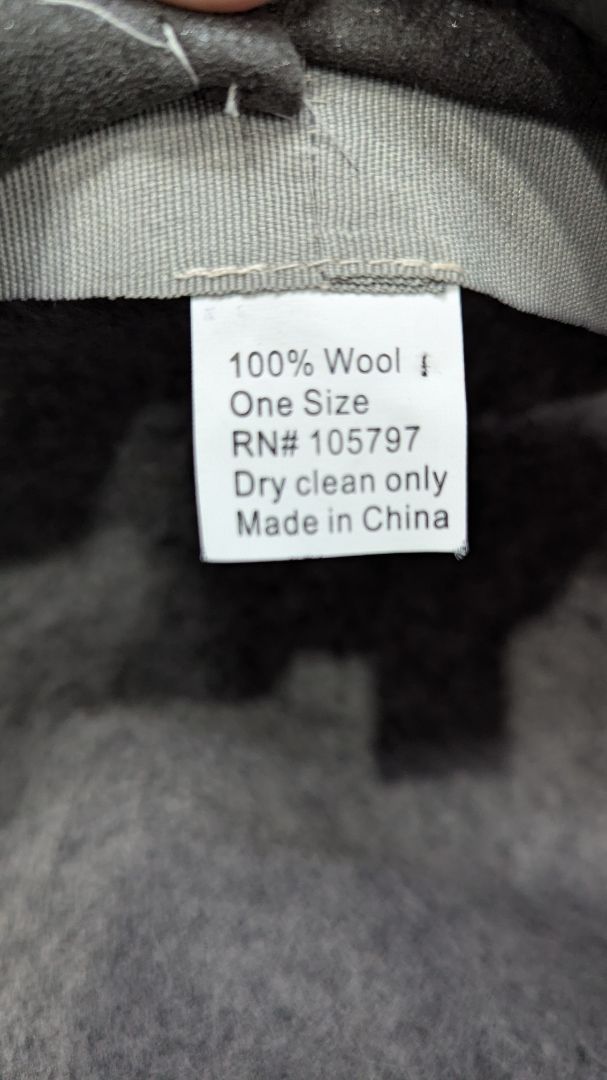 100% Wool
One Size
RN# 105797
Dry clean only
Made in China